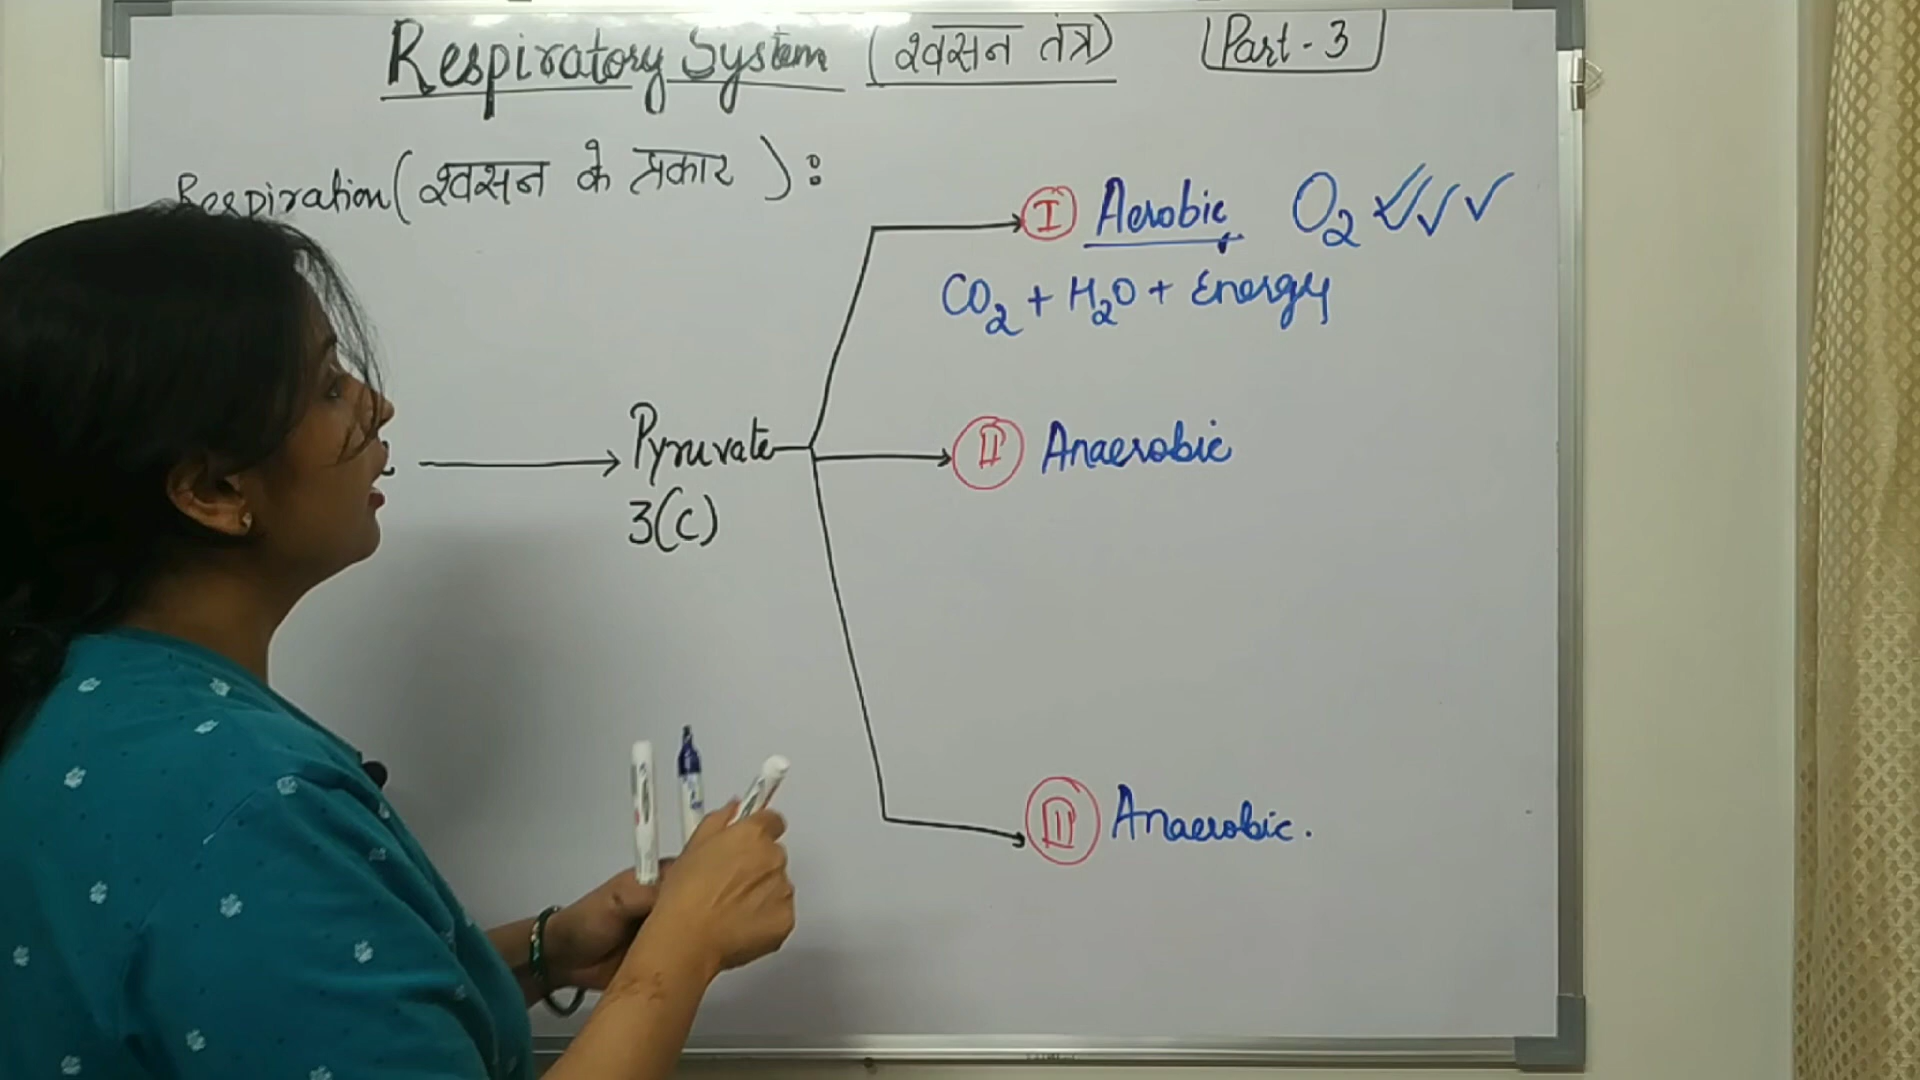 Respiratory System (श्वसन तंत्र) Part - 3
Respiration (श्वसन के प्रकार ) :
I Aerobic O2 ✓✓✓
CO2 + H2O + Energy
Pyruvate
3(C)
II Anaerobic
III Anaerobic.